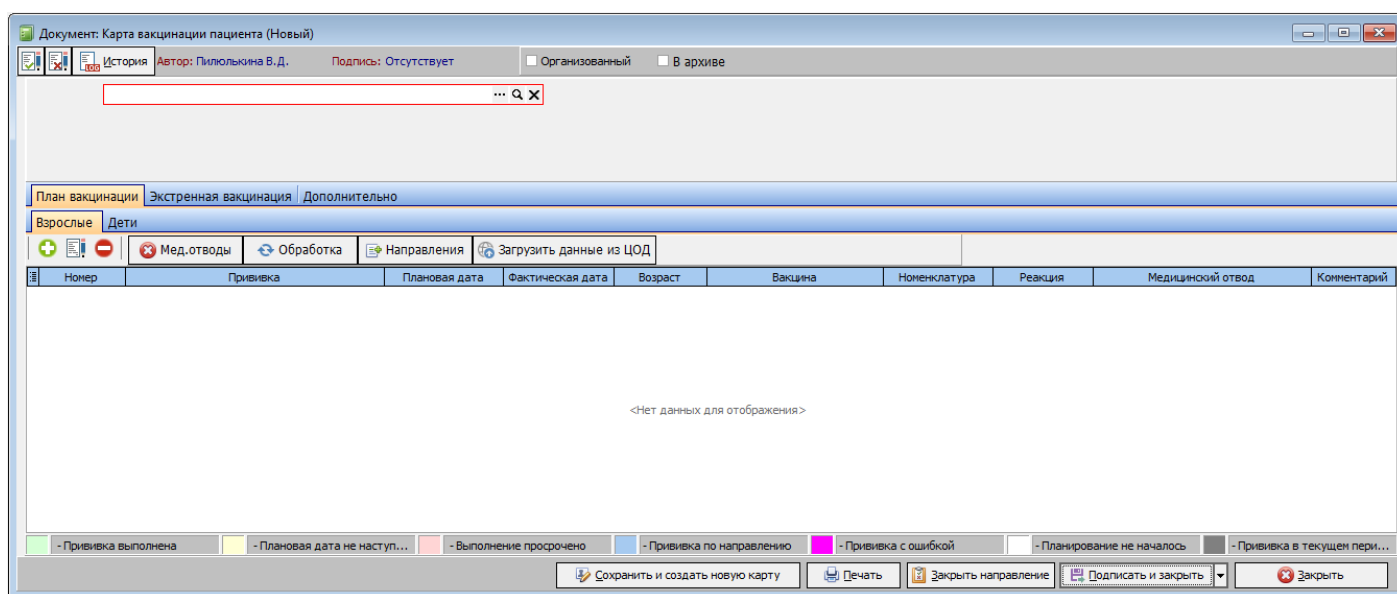 Документ: Карта вакцинации пациента (Новый)
LOG История Автор: Пилюлькина В.Д. Подпись: Отсутствует Организованный В архиве
План вакцинации Экстренная вакцинация Дополнительно
Взрослые Дети
Мед.отводы Обработка Направления Загрузить данные из ЦОД
Номер Прививка Плановая дата Фактическая дата Возраст Вакцина Номенклатура Реакция Медицинский отвод Комментарий
<Нет данных для отображения>
- Прививка выполнена - Плановая дата не наступ... - Выполнение просрочено - Прививка по направлению - Прививка с ошибкой - Планирование не началось - Прививка в текущем пери...
Сохранить и создать новую карту Печать Закрыть направление Подписать и закрыть Закрыть